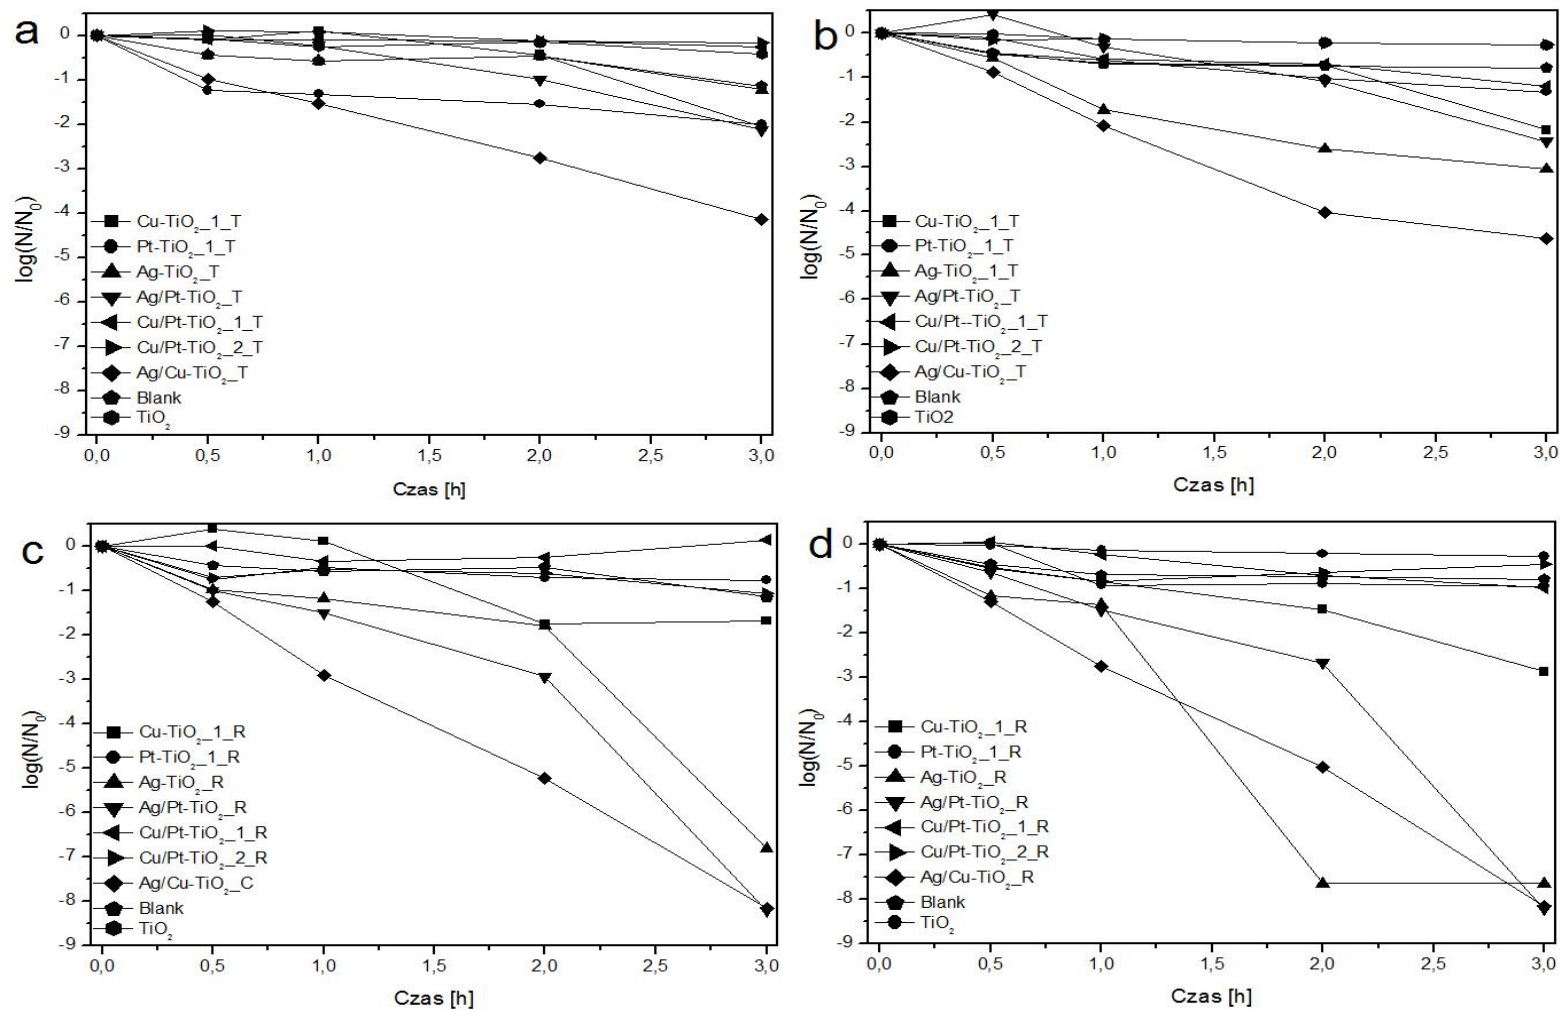 a
log(N/N₀)
0
-1
-2
-3
-4
-5
-6
-7
-8
-9
Cu-TiO₂_1_T
Pt-TiO₂_1_T
Ag-TiO₂_T
Ag/Pt-TiO₂_T
Cu/Pt-TiO₂_1_T
Cu/Pt-TiO₂_2_T
Ag/Cu-TiO₂_T
Blank
TiO₂
0,0 0,5 1,0 1,5 2,0 2,5 3,0
Czas [h]
b
log(N/N₀)
0
-1
-2
-3
-4
-5
-6
-7
-8
-9
Cu-TiO₂_1_T
Pt-TiO₂_1_T
Ag-TiO₂_1_T
Ag/Pt-TiO₂_T
Cu/Pt--TiO₂_1_T
Cu/Pt-TiO₂_2_T
Ag/Cu-TiO₂_T
Blank
TiO2
0,0 0,5 1,0 1,5 2,0 2,5 3,0
Czas [h]
c
log(N/N₀)
0
-1
-2
-3
-4
-5
-6
-7
-8
-9
Cu-TiO₂_1_R
Pt-TiO₂_1_R
Ag-TiO₂_R
Ag/Pt-TiO₂_R
Cu/Pt-TiO₂_1_R
Cu/Pt-TiO₂_2_R
Ag/Cu-TiO₂_C
Blank
TiO₂
0,0 0,5 1,0 1,5 2,0 2,5 3,0
Czas [h]
d
log(N/N₀)
0
-1
-2
-3
-4
-5
-6
-7
-8
-9
Cu-TiO₂_1_R
Pt-TiO₂_1_R
Ag-TiO₂_R
Ag/Pt-TiO₂_R
Cu/Pt-TiO₂_1_R
Cu/Pt-TiO₂_2_R
Ag/Cu-TiO₂_R
Blank
TiO₂
0,0 0,5 1,0 1,5 2,0 2,5 3,0
Czas [h]